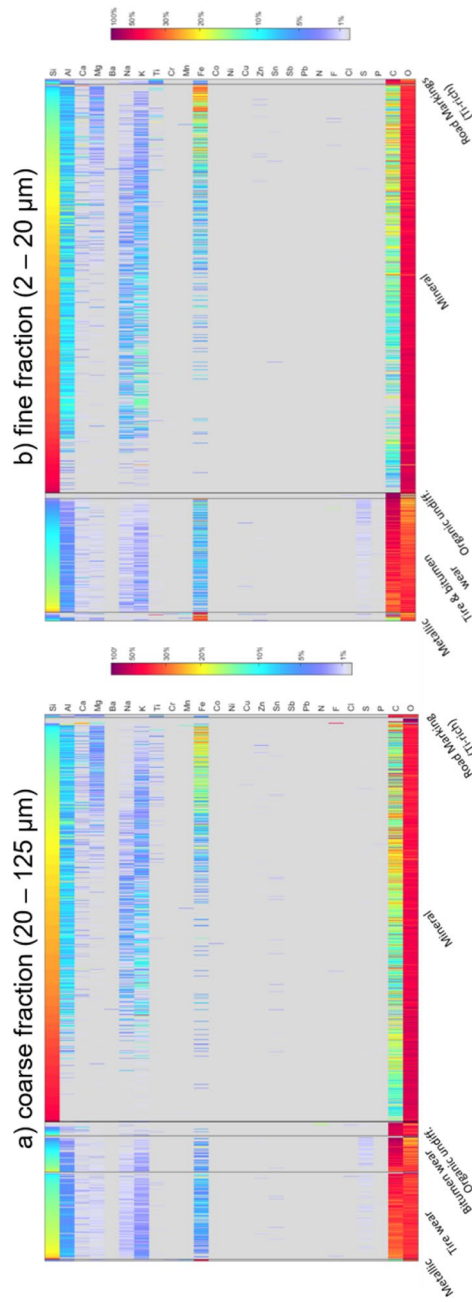 a) coarse fraction (20 – 125 µm)
Si
Al
Ca
Mg
Ba
Na
K
Ti
Cr
Mn
Fe
Co
Ni
Cu
Zn
Sn
Sb
Pb
N
F
Cl
S
P
C
O
100'
50%
30%
20%
10%
5%
1%
Metallic
Tire wear
Bitumen wear
Organic undiff.
Mineral
Road Marking
(Ti-rich)
b) fine fraction (2 – 20 µm)
Si
Al
Ca
Mg
Ba
Na
K
Ti
Cr
Mn
Fe
Co
Ni
Cu
Zn
Sn
Sb
Pb
N
F
Cl
S
P
C
O
100%
50%
30%
20%
10%
5%
1%
Metallic
Tire & bitumen
wear
Organic undiff.
Mineral
Road Markings
(Ti-rich)